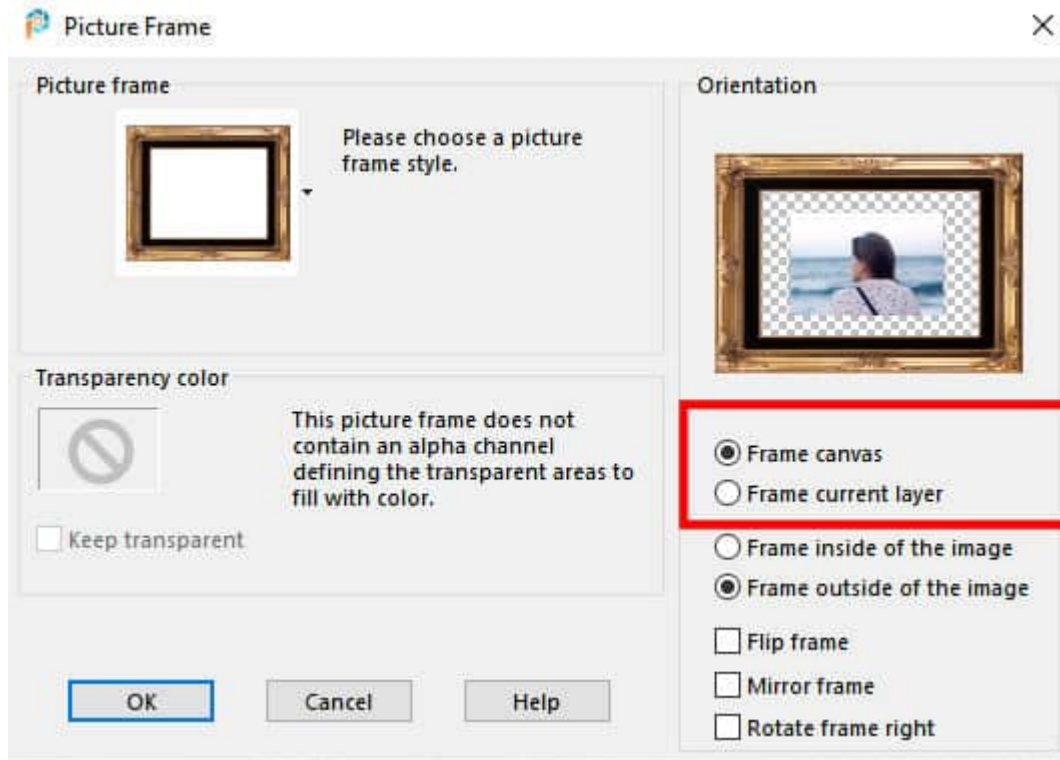 Picture Frame
Picture frame
Please choose a picture
frame style.
Transparency color
This picture frame does not
contain an alpha channel
defining the transparent areas to
fill with color.
Keep transparent
OK
Cancel
Help
Orientation
Frame canvas
Frame current layer
Frame inside of the image
Frame outside of the image
Flip frame
Mirror frame
Rotate frame right